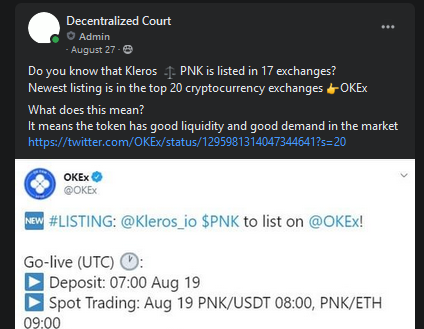 Decentralized Court
Admin
· August 27 ·
Do you know that Kleros ⚖ PNK is listed in 17 exchanges?
Newest listing is in the top 20 cryptocurrency exchanges 👉OKEx
What does this mean?
It means the token has good liquidity and good demand in the market
https://twitter.com/OKEx/status/1295981314047344641?s=20
OKEx
@OKEx
🆕 #LISTING: @Kleros_io $PNK to list on @OKEx!
Go-live (UTC) 🕐:
▶ Deposit: 07:00 Aug 19
▶ Spot Trading: Aug 19 PNK/USDT 08:00, PNK/ETH
09:00